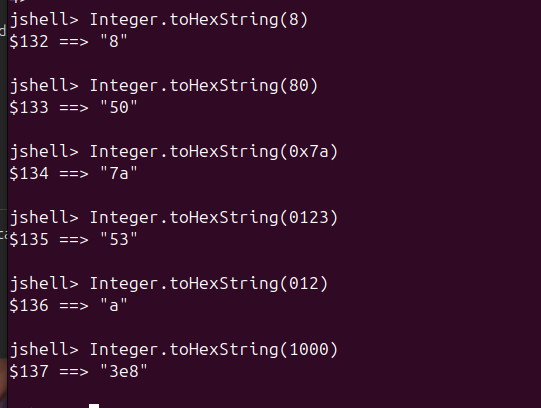 jshell> Integer.toHexString(8)
$132 ==> "8"
jshell> Integer.toHexString(80)
$133 ==> "50"
jshell> Integer.toHexString(0x7a)
$134 ==> "7a"
jshell> Integer.toHexString(0123)
$135 ==> "53"
jshell> Integer.toHexString(012)
$136 ==> "a"
jshell> Integer.toHexString(1000)
$137 ==> "3e8"